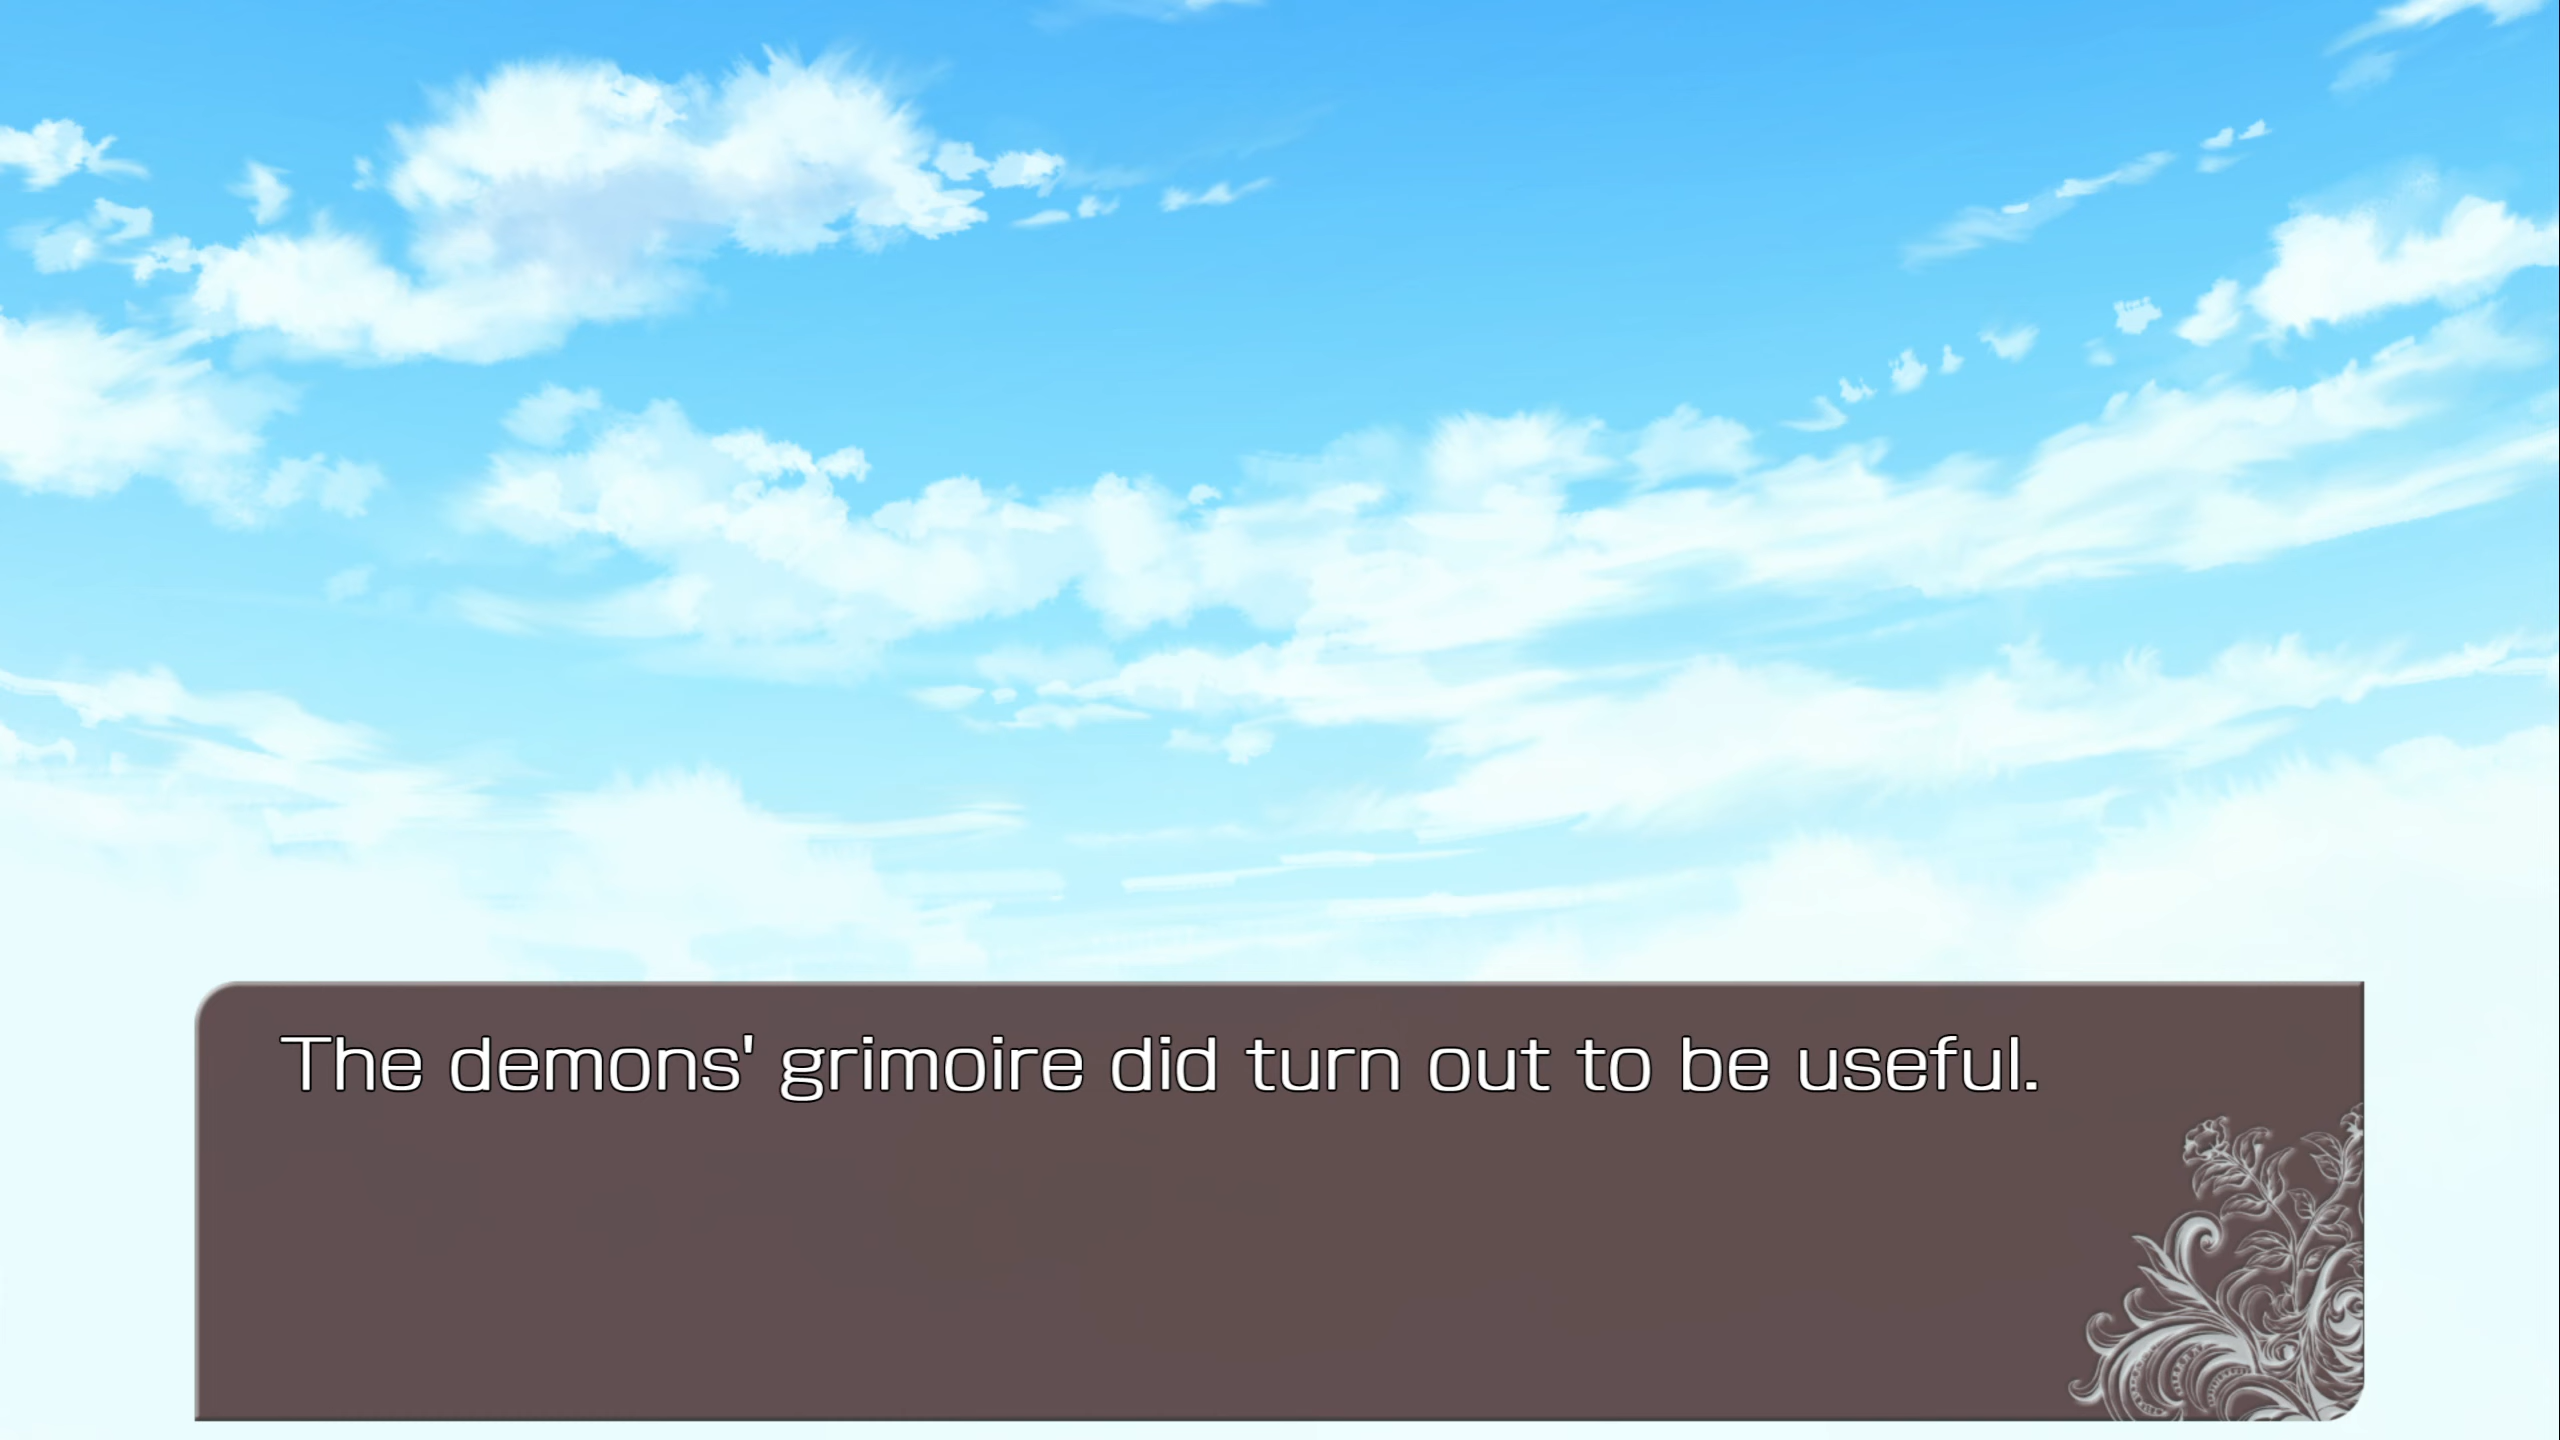 The demons' grimoire did turn out to be useful.